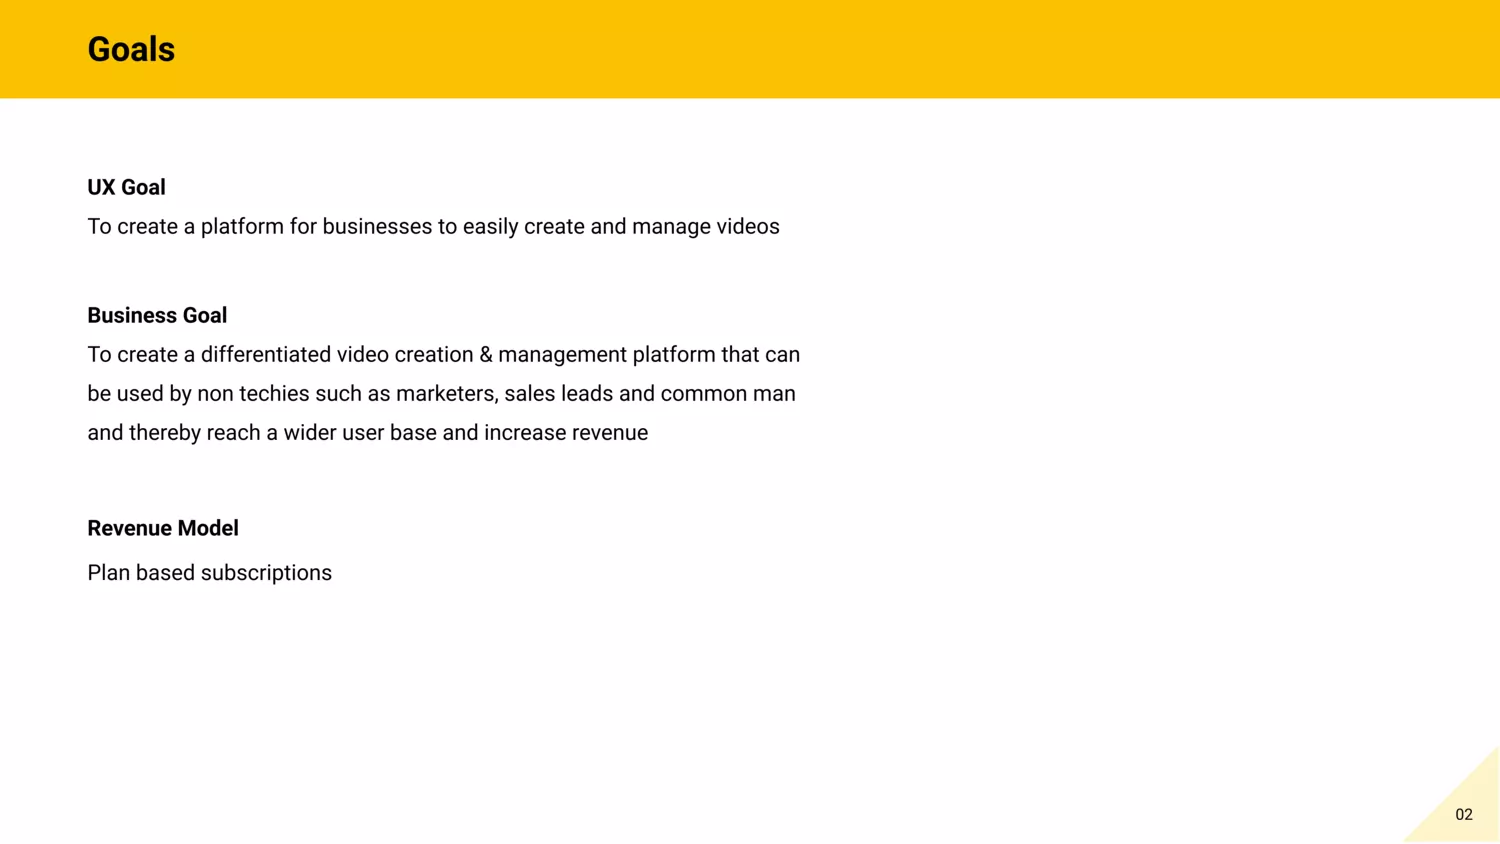 Goals
UX Goal
To create a platform for businesses to easily create and manage videos
Business Goal
To create a differentiated video creation & management platform that can
be used by non techies such as marketers, sales leads and common man
and thereby reach a wider user base and increase revenue
Revenue Model
Plan based subscriptions
02